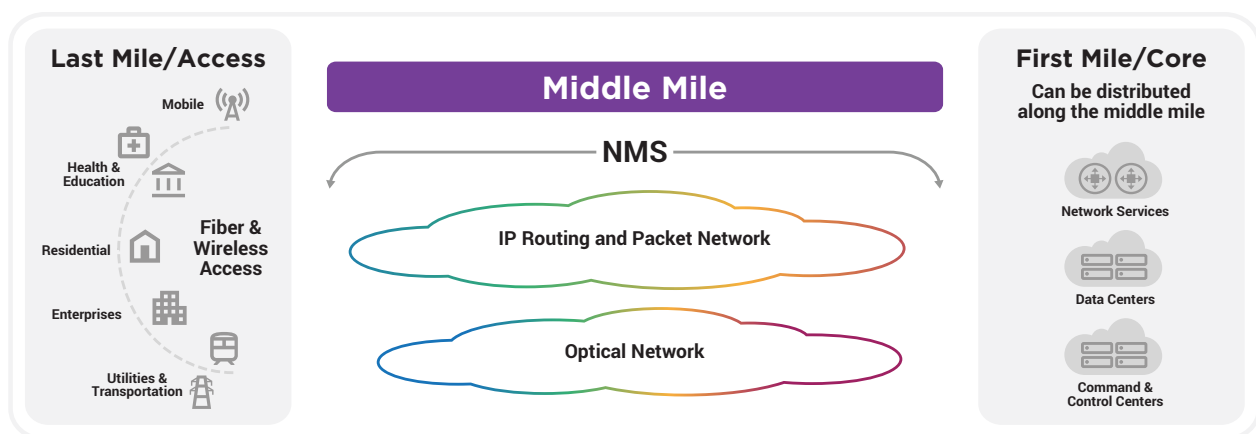 Last Mile/Access
Mobile
Health &
Education
Residential
Fiber &
Wireless
Access
Enterprises
Utilities &
Transportation
Middle Mile
NMS
IP Routing and Packet Network
Optical Network
First Mile/Core
Can be distributed
along the middle mile
Network Services
Data Centers
Command &
Control Centers